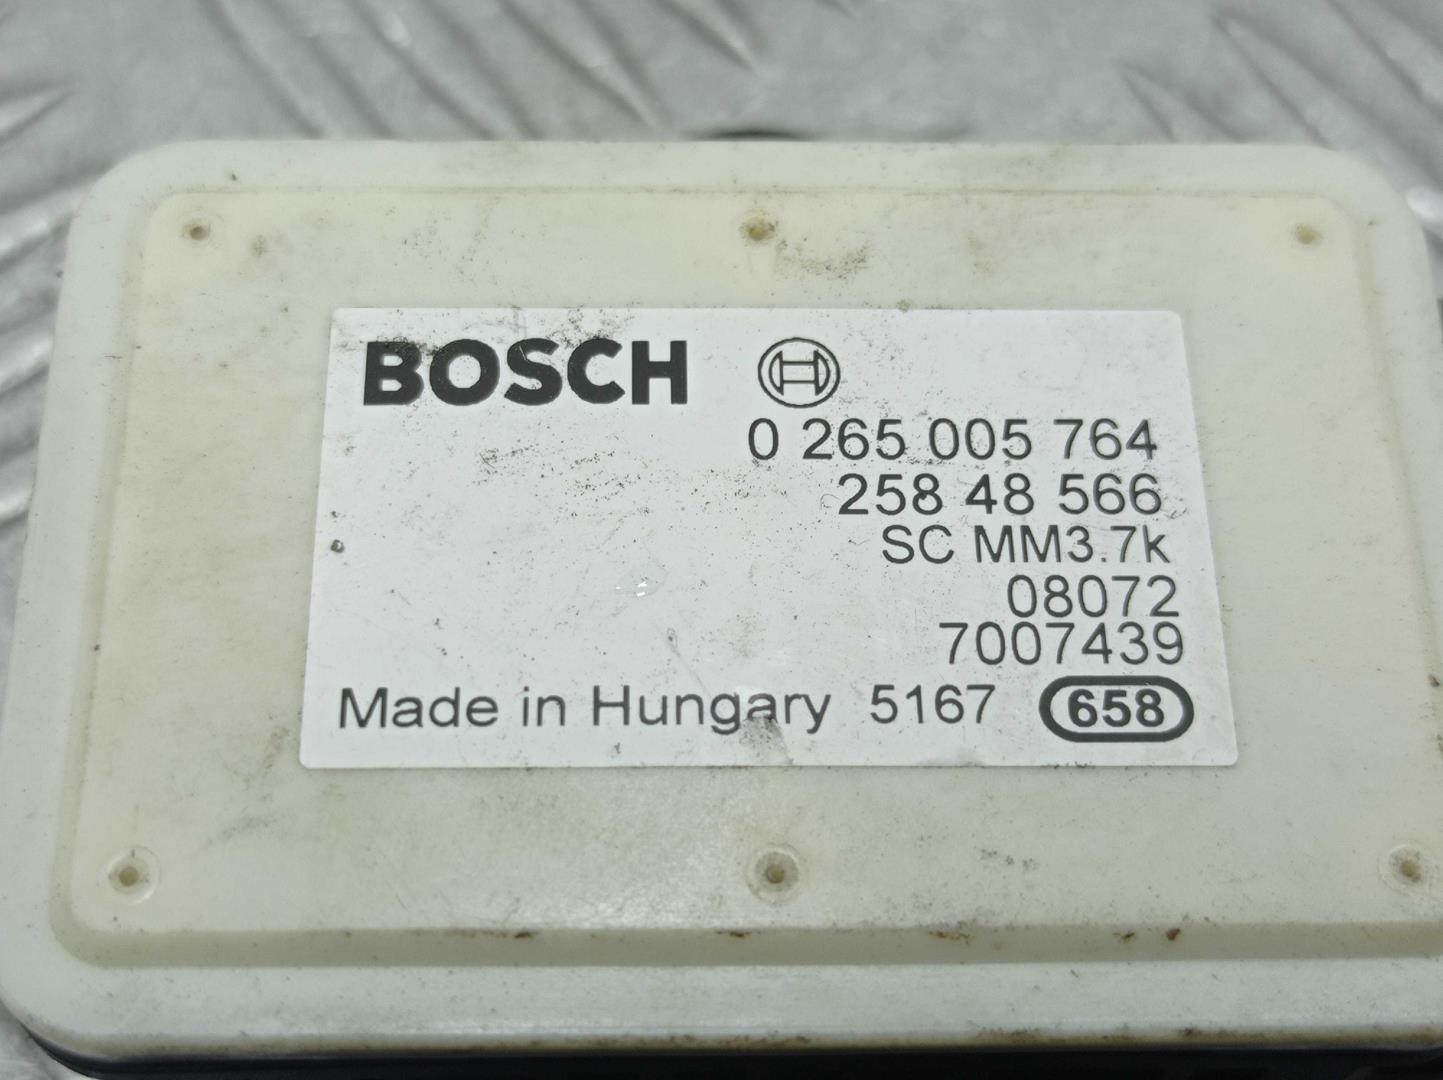 BOSCH
0 265 005 764
258 48 566
SC MM3.7k
08072
7007439
Made in Hungary 5167 658